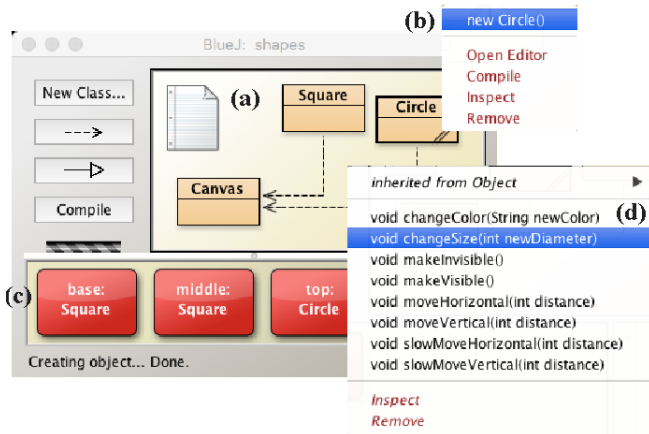 (b)
new Circle()
Open Editor
Compile
Inspect
Remove
BlueJ: shapes
New Class...
Compile
(a)
Square
Circle
Canvas
(c)
base:
Square
middle:
Square
top:
Circle
Creating object... Done.
inherited from Object
(d)
void changeColor(String newColor)
void changeSize(int newDiameter)
void makeInvisible()
void makeVisible()
void moveHorizontal(int distance)
void moveVertical(int distance)
void slowMoveHorizontal(int distance)
void slowMoveVertical(int distance)
Inspect
Remove